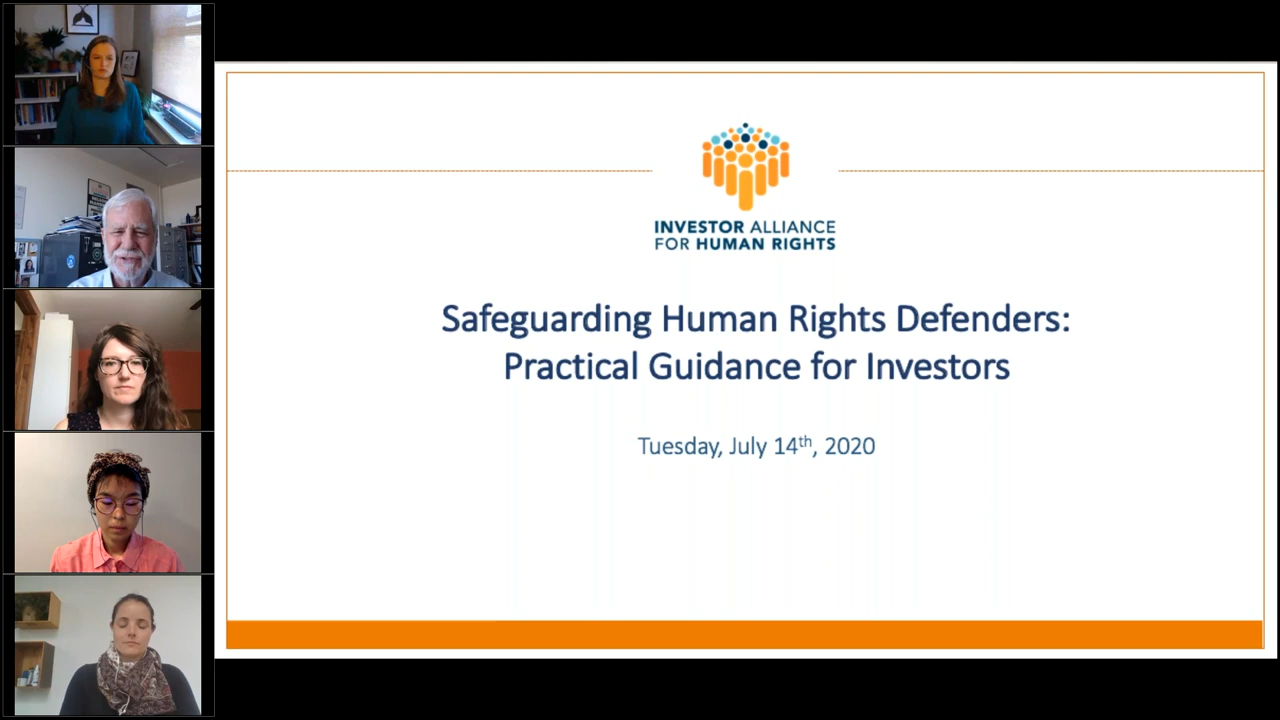 INVESTOR ALLIANCE
FOR HUMAN RIGHTS
Safeguarding Human Rights Defenders:
Practical Guidance for Investors
Tuesday, July 14th, 2020